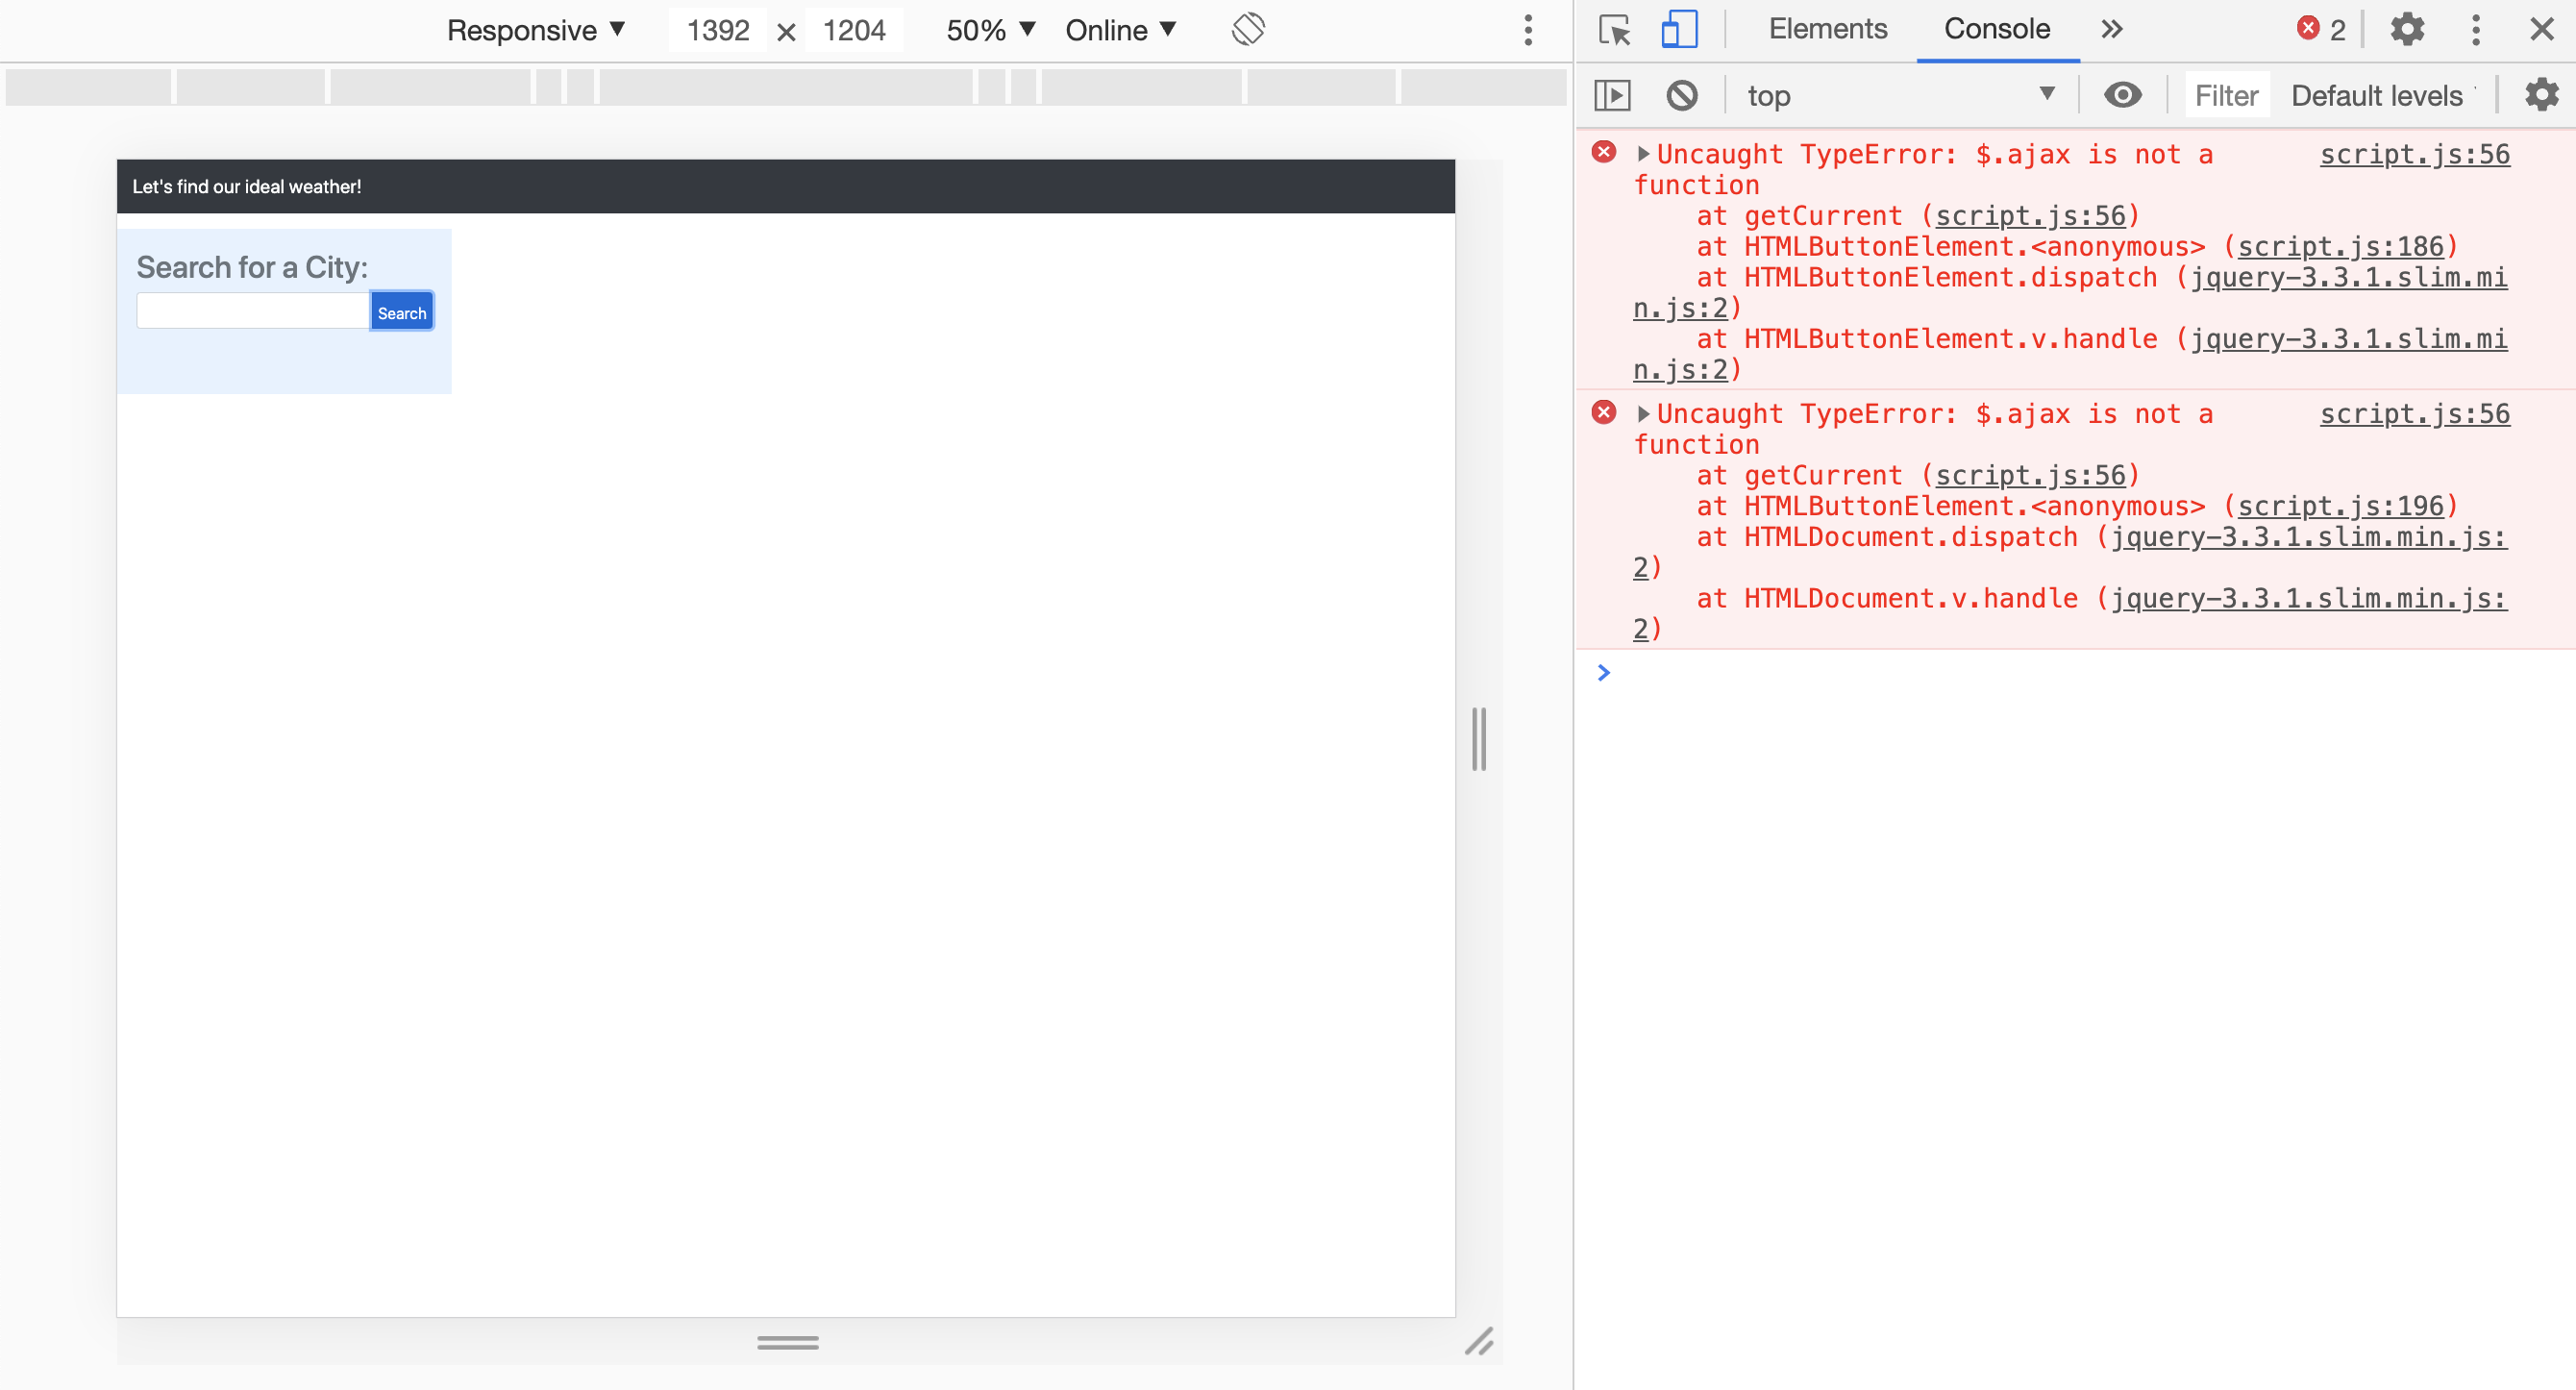 Responsive ▼ 1392 × 1204 50% ▼ Online ▼
Elements Console » 2
top ▼ Filter Default levels
Let's find our ideal weather!
Search for a City:
Search
Uncaught TypeError: $.ajax is not a script.js:56
function
at getCurrent (script.js:56)
at HTMLButtonElement.<anonymous> (script.js:186)
at HTMLButtonElement.dispatch (jquery-3.3.1.slim.mi
n.js:2)
at HTMLButtonElement.v.handle (jquery-3.3.1.slim.mi
n.js:2)
Uncaught TypeError: $.ajax is not a script.js:56
function
at getCurrent (script.js:56)
at HTMLButtonElement.<anonymous> (script.js:196)
at HTMLDocument.dispatch (jquery-3.3.1.slim.min.js:
2)
at HTMLDocument.v.handle (jquery-3.3.1.slim.min.js:
2)